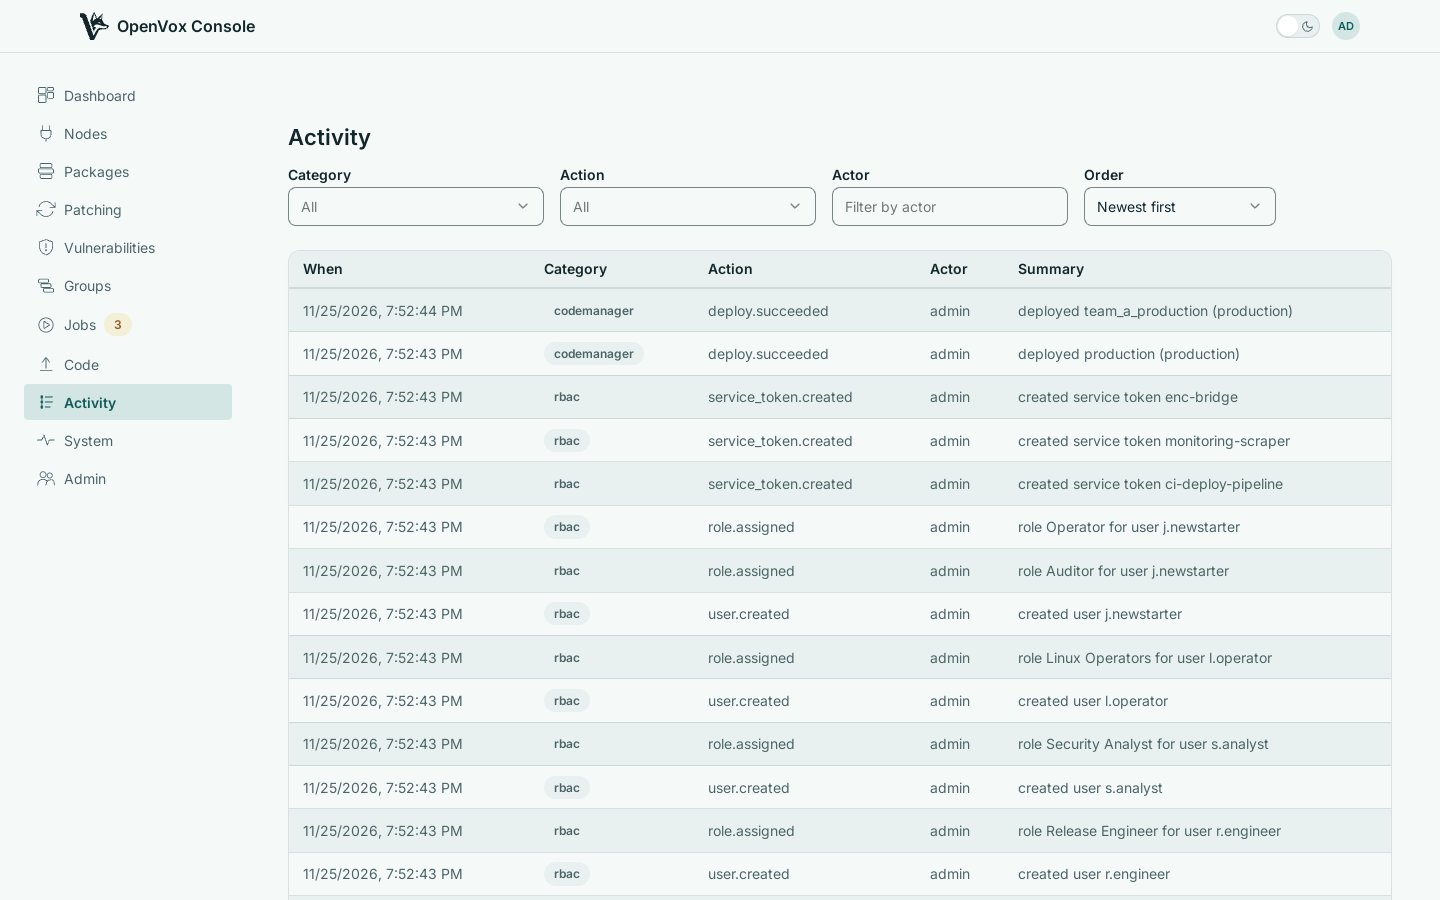 OpenVox Console
AD
Dashboard
Nodes
Packages
Patching
Vulnerabilities
Groups
Jobs 3
Code
Activity
System
Admin
Activity
Category Action Actor Order
All All Filter by actor Newest first
When Category Action Actor Summary
11/25/2026, 7:52:44 PM codemanager deploy.succeeded admin deployed team_a_production (production)
11/25/2026, 7:52:43 PM codemanager deploy.succeeded admin deployed production (production)
11/25/2026, 7:52:43 PM rbac service_token.created admin created service token enc-bridge
11/25/2026, 7:52:43 PM rbac service_token.created admin created service token monitoring-scraper
11/25/2026, 7:52:43 PM rbac service_token.created admin created service token ci-deploy-pipeline
11/25/2026, 7:52:43 PM rbac role.assigned admin role Operator for user j.newstarter
11/25/2026, 7:52:43 PM rbac role.assigned admin role Auditor for user j.newstarter
11/25/2026, 7:52:43 PM rbac user.created admin created user j.newstarter
11/25/2026, 7:52:43 PM rbac role.assigned admin role Linux Operators for user l.operator
11/25/2026, 7:52:43 PM rbac user.created admin created user l.operator
11/25/2026, 7:52:43 PM rbac role.assigned admin role Security Analyst for user s.analyst
11/25/2026, 7:52:43 PM rbac user.created admin created user s.analyst
11/25/2026, 7:52:43 PM rbac role.assigned admin role Release Engineer for user r.engineer
11/25/2026, 7:52:43 PM rbac user.created admin created user r.engineer